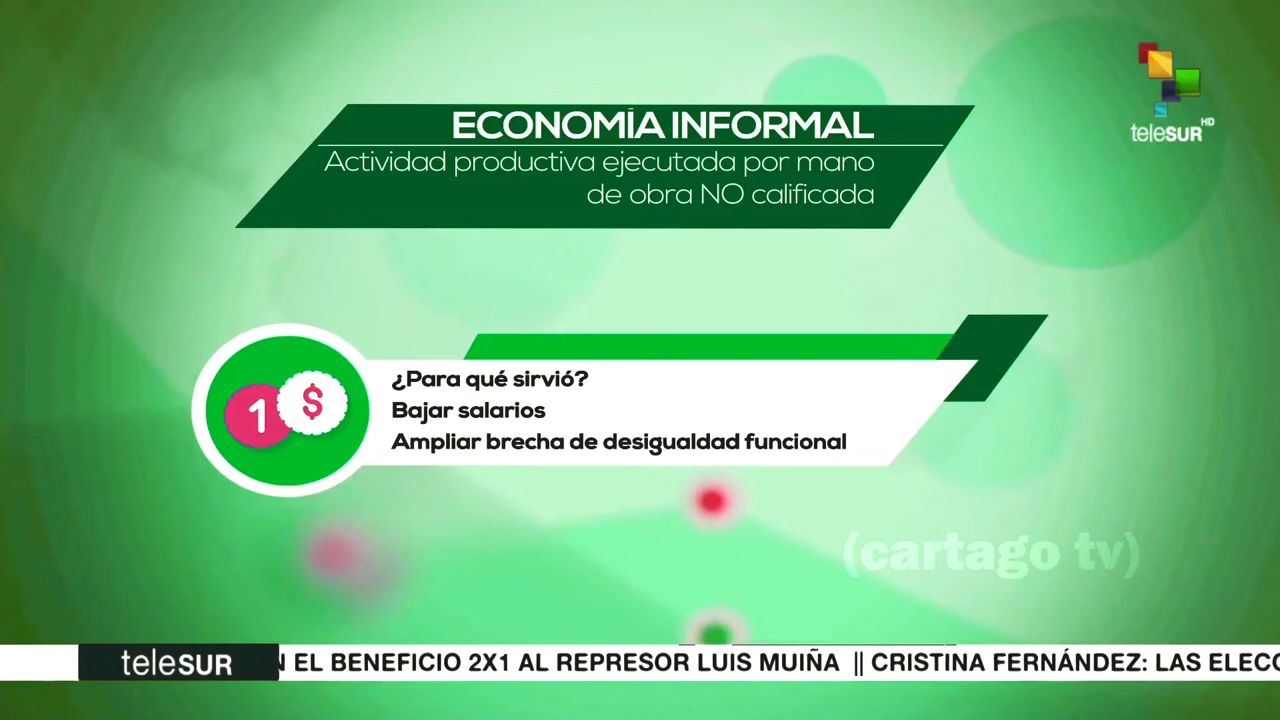 ECONOMÍA INFORMAL
Actividad productiva ejecutada por mano
de obra NO calificada
teleSUR HD
1 $
¿Para qué sirvió?
Bajar salarios
Ampliar brecha de desigualdad funcional
(cartago tv)
teleSUR
EL BENEFICIO 2X1 AL REPRESOR LUIS MUIÑA || CRISTINA FERNÁNDEZ: LAS